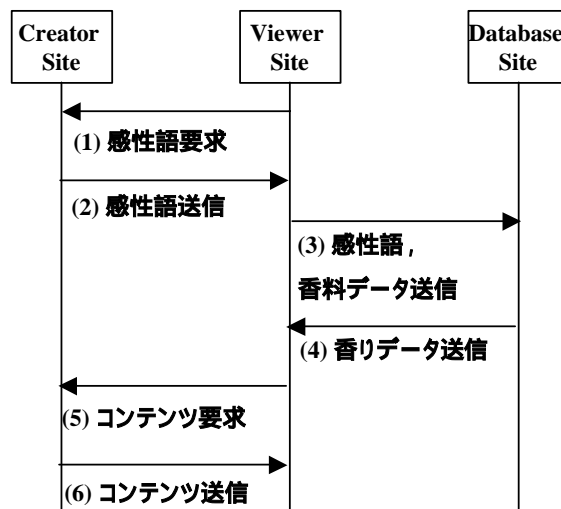 Creator
Site
Viewer
Site
Database
Site
(1) 感性語要求
(2) 感性語送信
(3) 感性語,
香料データ送信
(4) 香りデータ送信
(5) コンテンツ要求
(6) コンテンツ送信